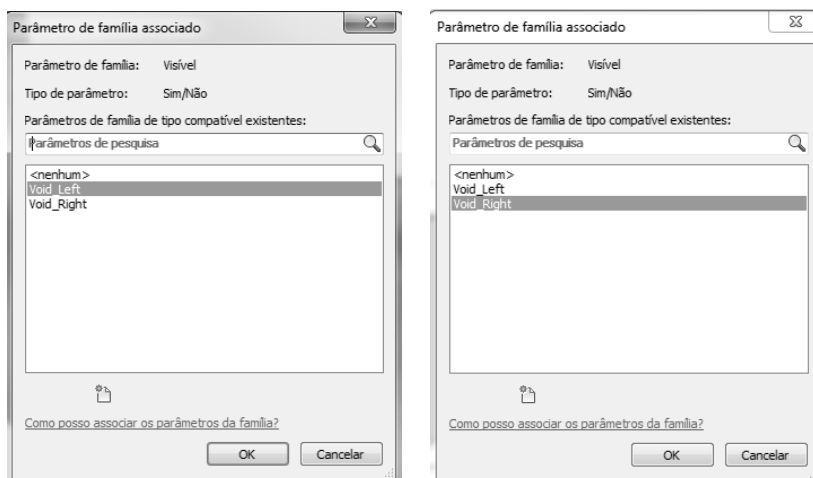 Parâmetro de família associado
Parâmetro de família: Visível
Tipo de parâmetro: Sim/Não
Parâmetros de família de tipo compatível existentes:
Parâmetros de pesquisa
<nenhum>
Void_Left
Void_Right
Como posso associar os parâmetros da família?
OK Cancelar
Parâmetro de família associado
Parâmetro de família: Visível
Tipo de parâmetro: Sim/Não
Parâmetros de família de tipo compatível existentes:
Parâmetros de pesquisa
<nenhum>
Void_Left
Void_Right
Como posso associar os parâmetros da família?
OK Cancelar